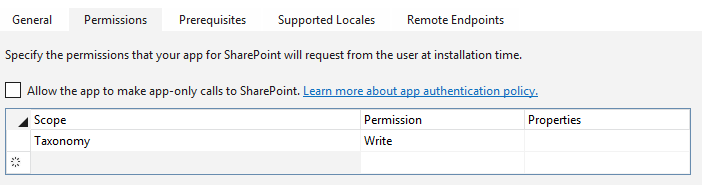 General Permissions Prerequisites Supported Locales Remote Endpoints
Specify the permissions that your app for SharePoint will request from the user at installation time.
Allow the app to make app-only calls to SharePoint. Learn more about app authentication policy.
Scope Permission Properties
Taxonomy Write